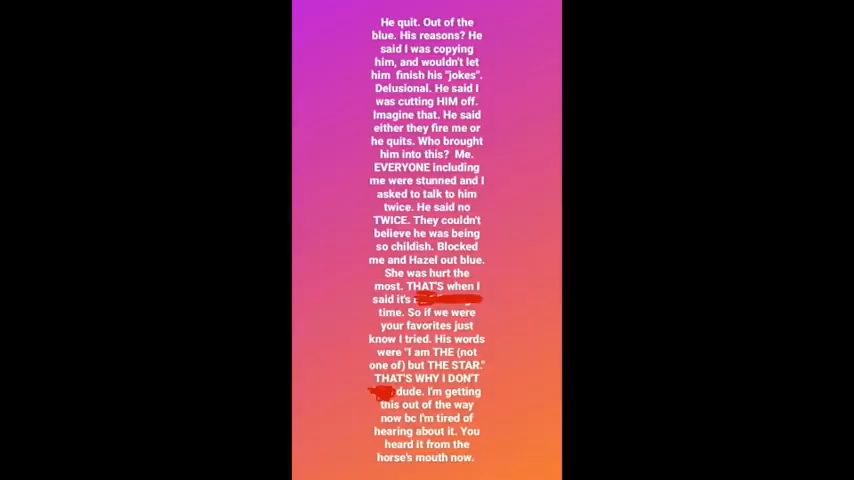 He quit. Out of the
blue. His reasons? He
said I was copying
him, and wouldn't let
him finish his "jokes".
Delusional. He said I
was cutting HIM off.
Imagine that. He said
either they fire me or
he quits. Who brought
him into this? Me.
EVERYONE including
me were stunned and I
asked to talk to him
twice. He said no
TWICE. They couldn't
believe he was being
so childish. Blocked
me and Hazel out blue.
She was hurt the
most. THAT'S when I
said it's
time. So if we were
your favorites just
know I tried. His words
were "I am THE (not
one of) but THE STAR."
THAT'S WHY I DON'T
dude. I'm getting
this out of the way
now bc I'm tired of
hearing about it. You
heard it from the
horse's mouth now.